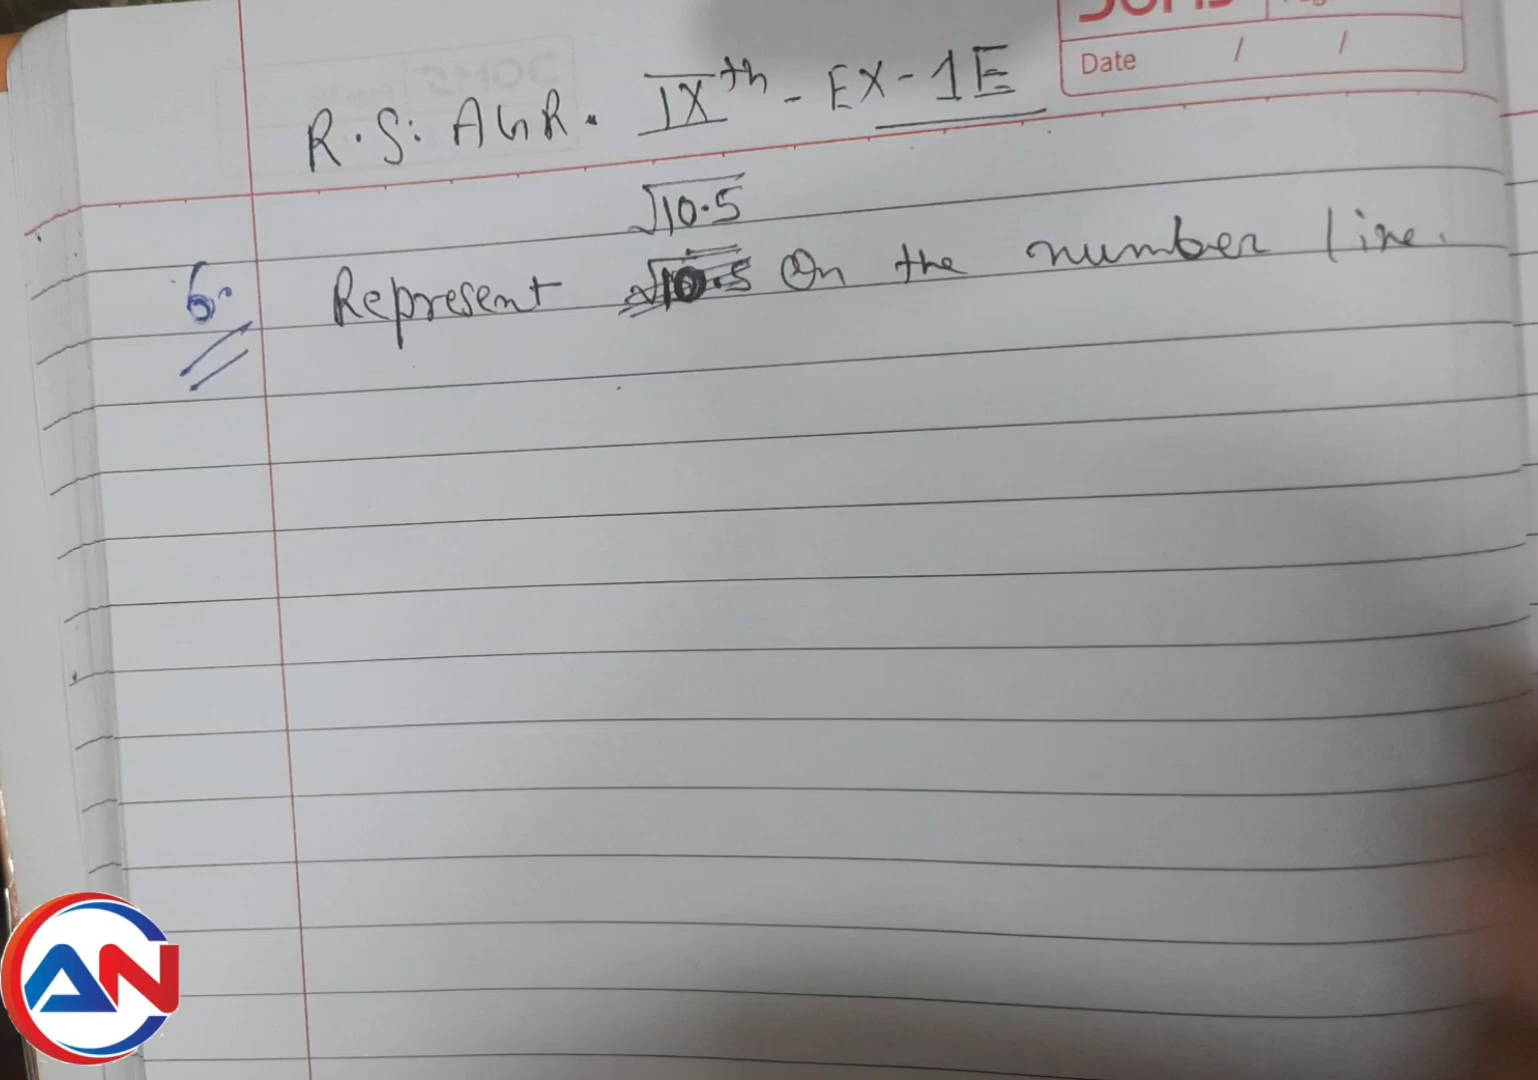 Date / /
R.S. AGR. IXth - EX-1E
√10.5
6. Represent √10.5 On the number line.
AN